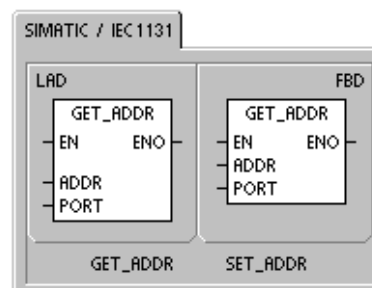 SIMATIC / IEC1131
LAD FBD
GET_ADDR GET_ADDR
EN ENO EN ENO
ADDR ADDR
PORT PORT
GET_ADDR SET_ADDR